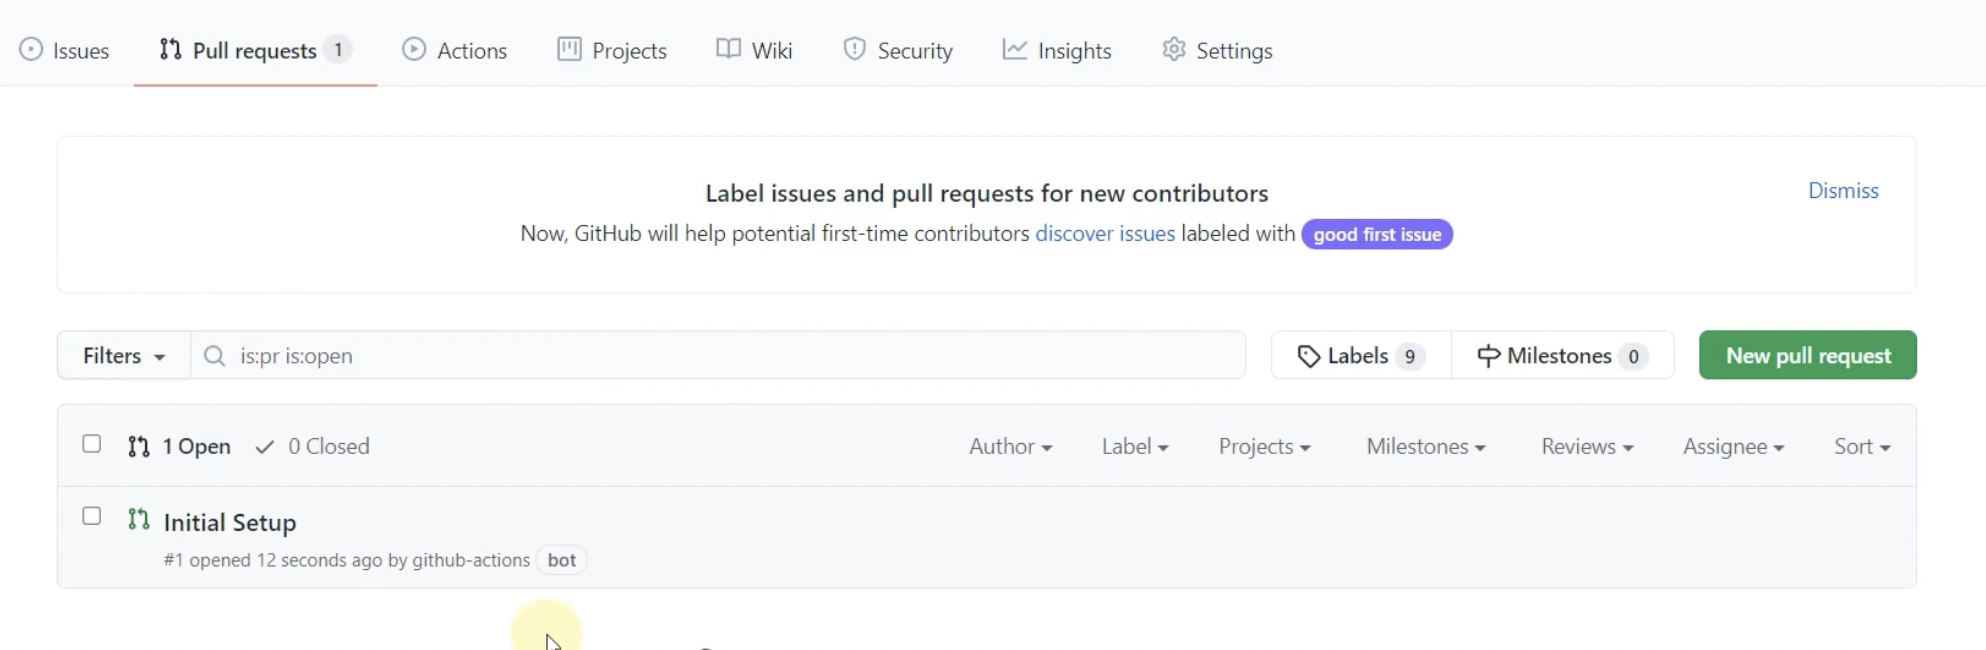 Issues Pull requests 1 Actions Projects Wiki Security Insights Settings
Label issues and pull requests for new contributors
Dismiss
Now, GitHub will help potential first-time contributors discover issues labeled with good first issue
Filters is:pr is:open Labels 9 Milestones 0 New pull request
1 Open 0 Closed Author Label Projects Milestones Reviews Assignee Sort
Initial Setup
#1 opened 12 seconds ago by github-actions bot